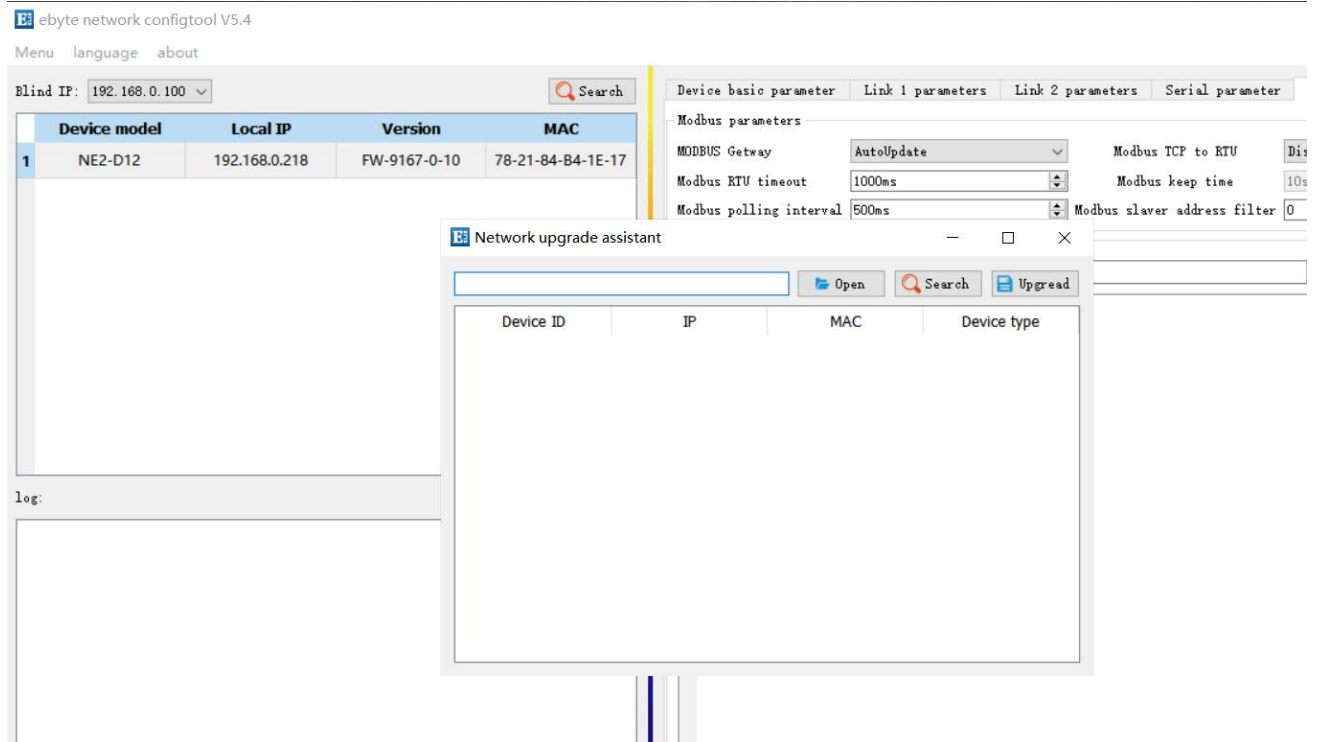 ebyte network configtool V5.4
Menu language about
Blind IP: 192.168.0.100 Search
Device model Local IP Version MAC
1 NE2-D12 192.168.0.218 FW-9167-0-10 78-21-84-B4-1E-17
log:
Device basic parameter Link 1 parameters Link 2 parameters Serial parameter
Modbus parameters
MODBUS Getway AutoUpdate Modbus TCP to RTU Dis
Modbus RTU timeout 1000ms Modbus keep time 10s
Modbus polling interval 500ms Modbus slaver address filter 0
Network upgrade assistant
Open Search Upgread
Device ID IP MAC Device type